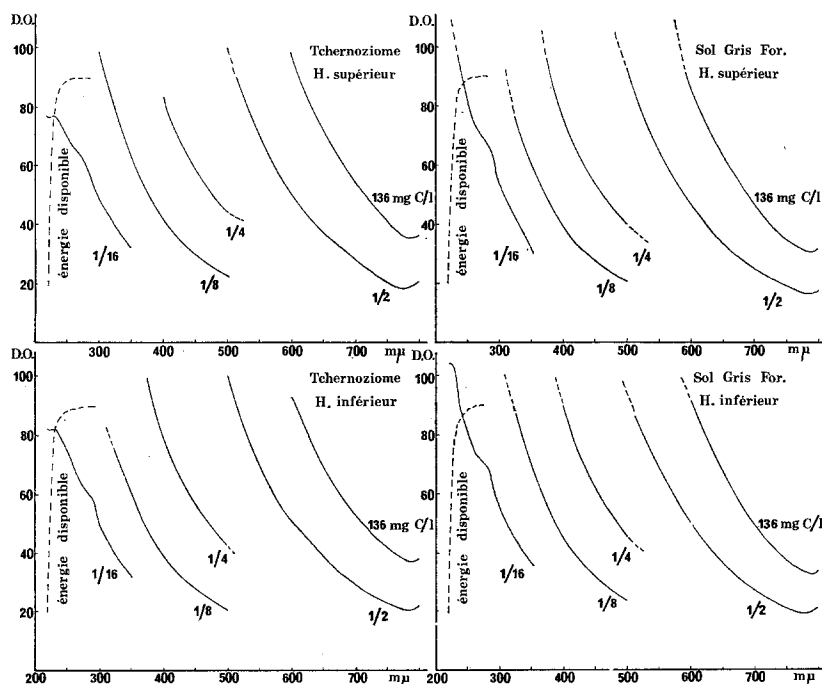 D.O.
Tchernoziome
H. supérieur
100
80
60
40
20
énergie disponible
1/16
1/8
1/4
1/2
136 mg C/l
300
400
500
600
700
mμ
D.O.
Sol Gris For.
H. supérieur
100
80
60
40
20
énergie disponible
1/16
1/8
1/4
1/2
136 mg C/l
300
400
500
600
700
mμ
D.O.
Tchernoziome
H. inférieur
100
80
60
40
20
énergie disponible
1/16
1/8
1/4
1/2
136 mg C/l
200
300
400
500
600
700
mμ
D.O.
Sol Gris For.
H. inférieur
100
80
60
40
20
énergie disponible
1/16
1/8
1/4
1/2
136 mg C/l
200
300
400
500
600
700
mμ